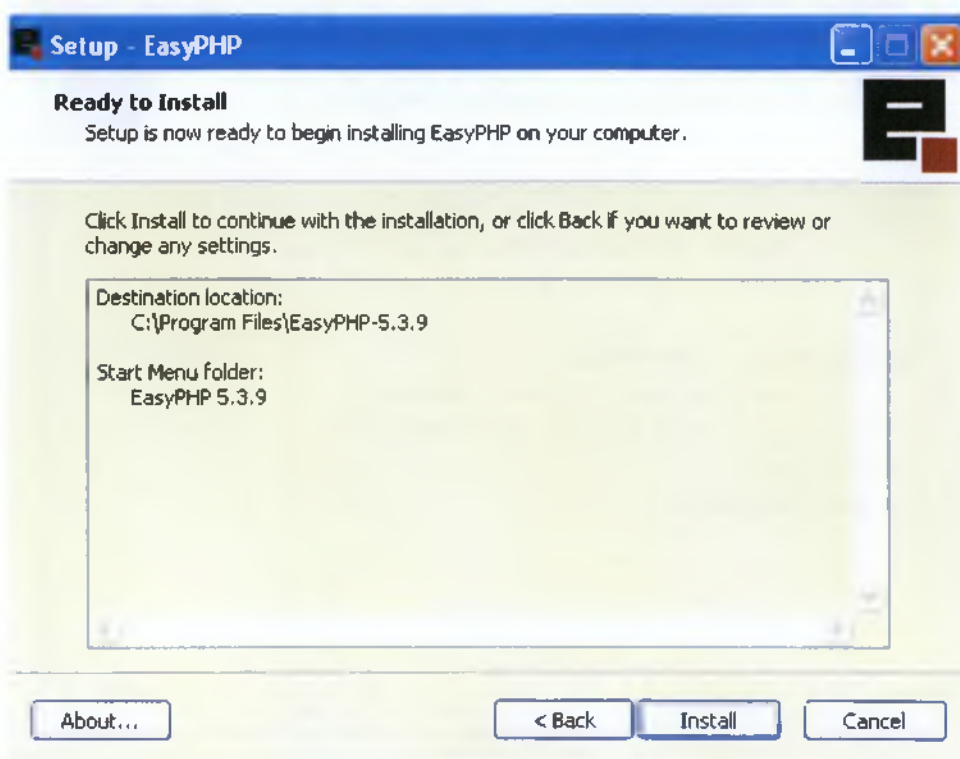 Setup - EasyPHP
Ready to Install
Setup is now ready to begin installing EasyPHP on your computer.
Click Install to continue with the installation, or click Back if you want to review or
change any settings.
Destination location:
C:\Program Files\EasyPHP-5.3.9
Start Menu folder:
EasyPHP 5.3.9
About...
< Back
Install
Cancel